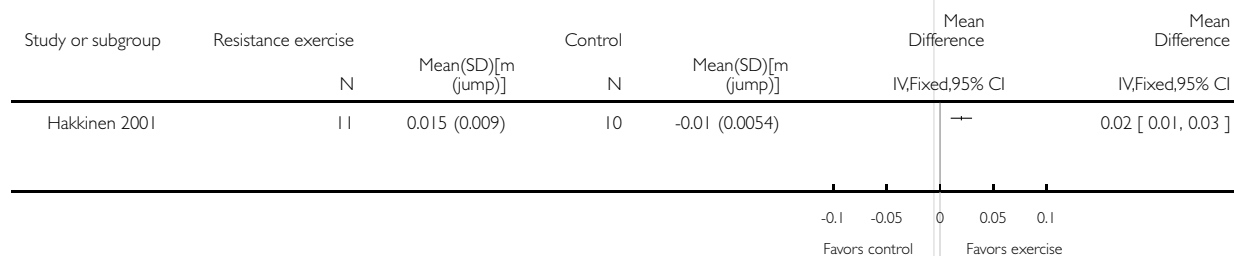 Mean Mean
Study or subgroup Resistance exercise Control Difference Difference
Mean(SD)[m Mean(SD)[m
N (jump)] N (jump)] IV,Fixed,95% CI IV,Fixed,95% CI
Hakkinen 2001 11 0.015 (0.009) 10 -0.01 (0.0054) 0.02 [ 0.01, 0.03 ]
-0.1 -0.05 0 0.05 0.1
Favors control Favors exercise